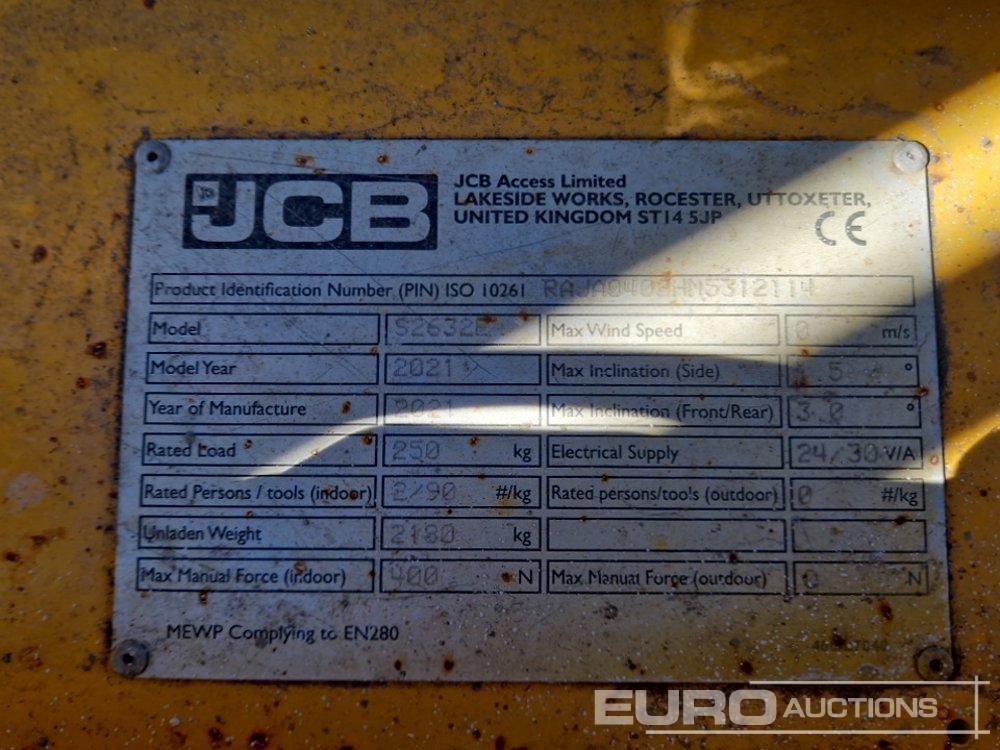 JCB
JCB Access Limited
LAKESIDE WORKS, ROCESTER, UTTOXETER,
UNITED KINGDOM ST14 5JP
CE
Product Identification Number (PIN) ISO 10261
Model S2632E Max Wind Speed 0 m/s
Model Year 2021 Max Inclination (Side) °
Year of Manufacture 2021 Max Inclination (Front/Rear) 3.0 °
Rated Load 250 kg Electrical Supply 24/30 V/A
Rated Persons / tools (indoor) 2/90 #/kg Rated persons/tools (outdoor) 0 #/kg
Unladen Weight 2180 kg
Max Manual Force (indoor) 400 N Max Manual Force (outdoor) 0 N
MEWP Complying to EN280
EURO AUCTIONS